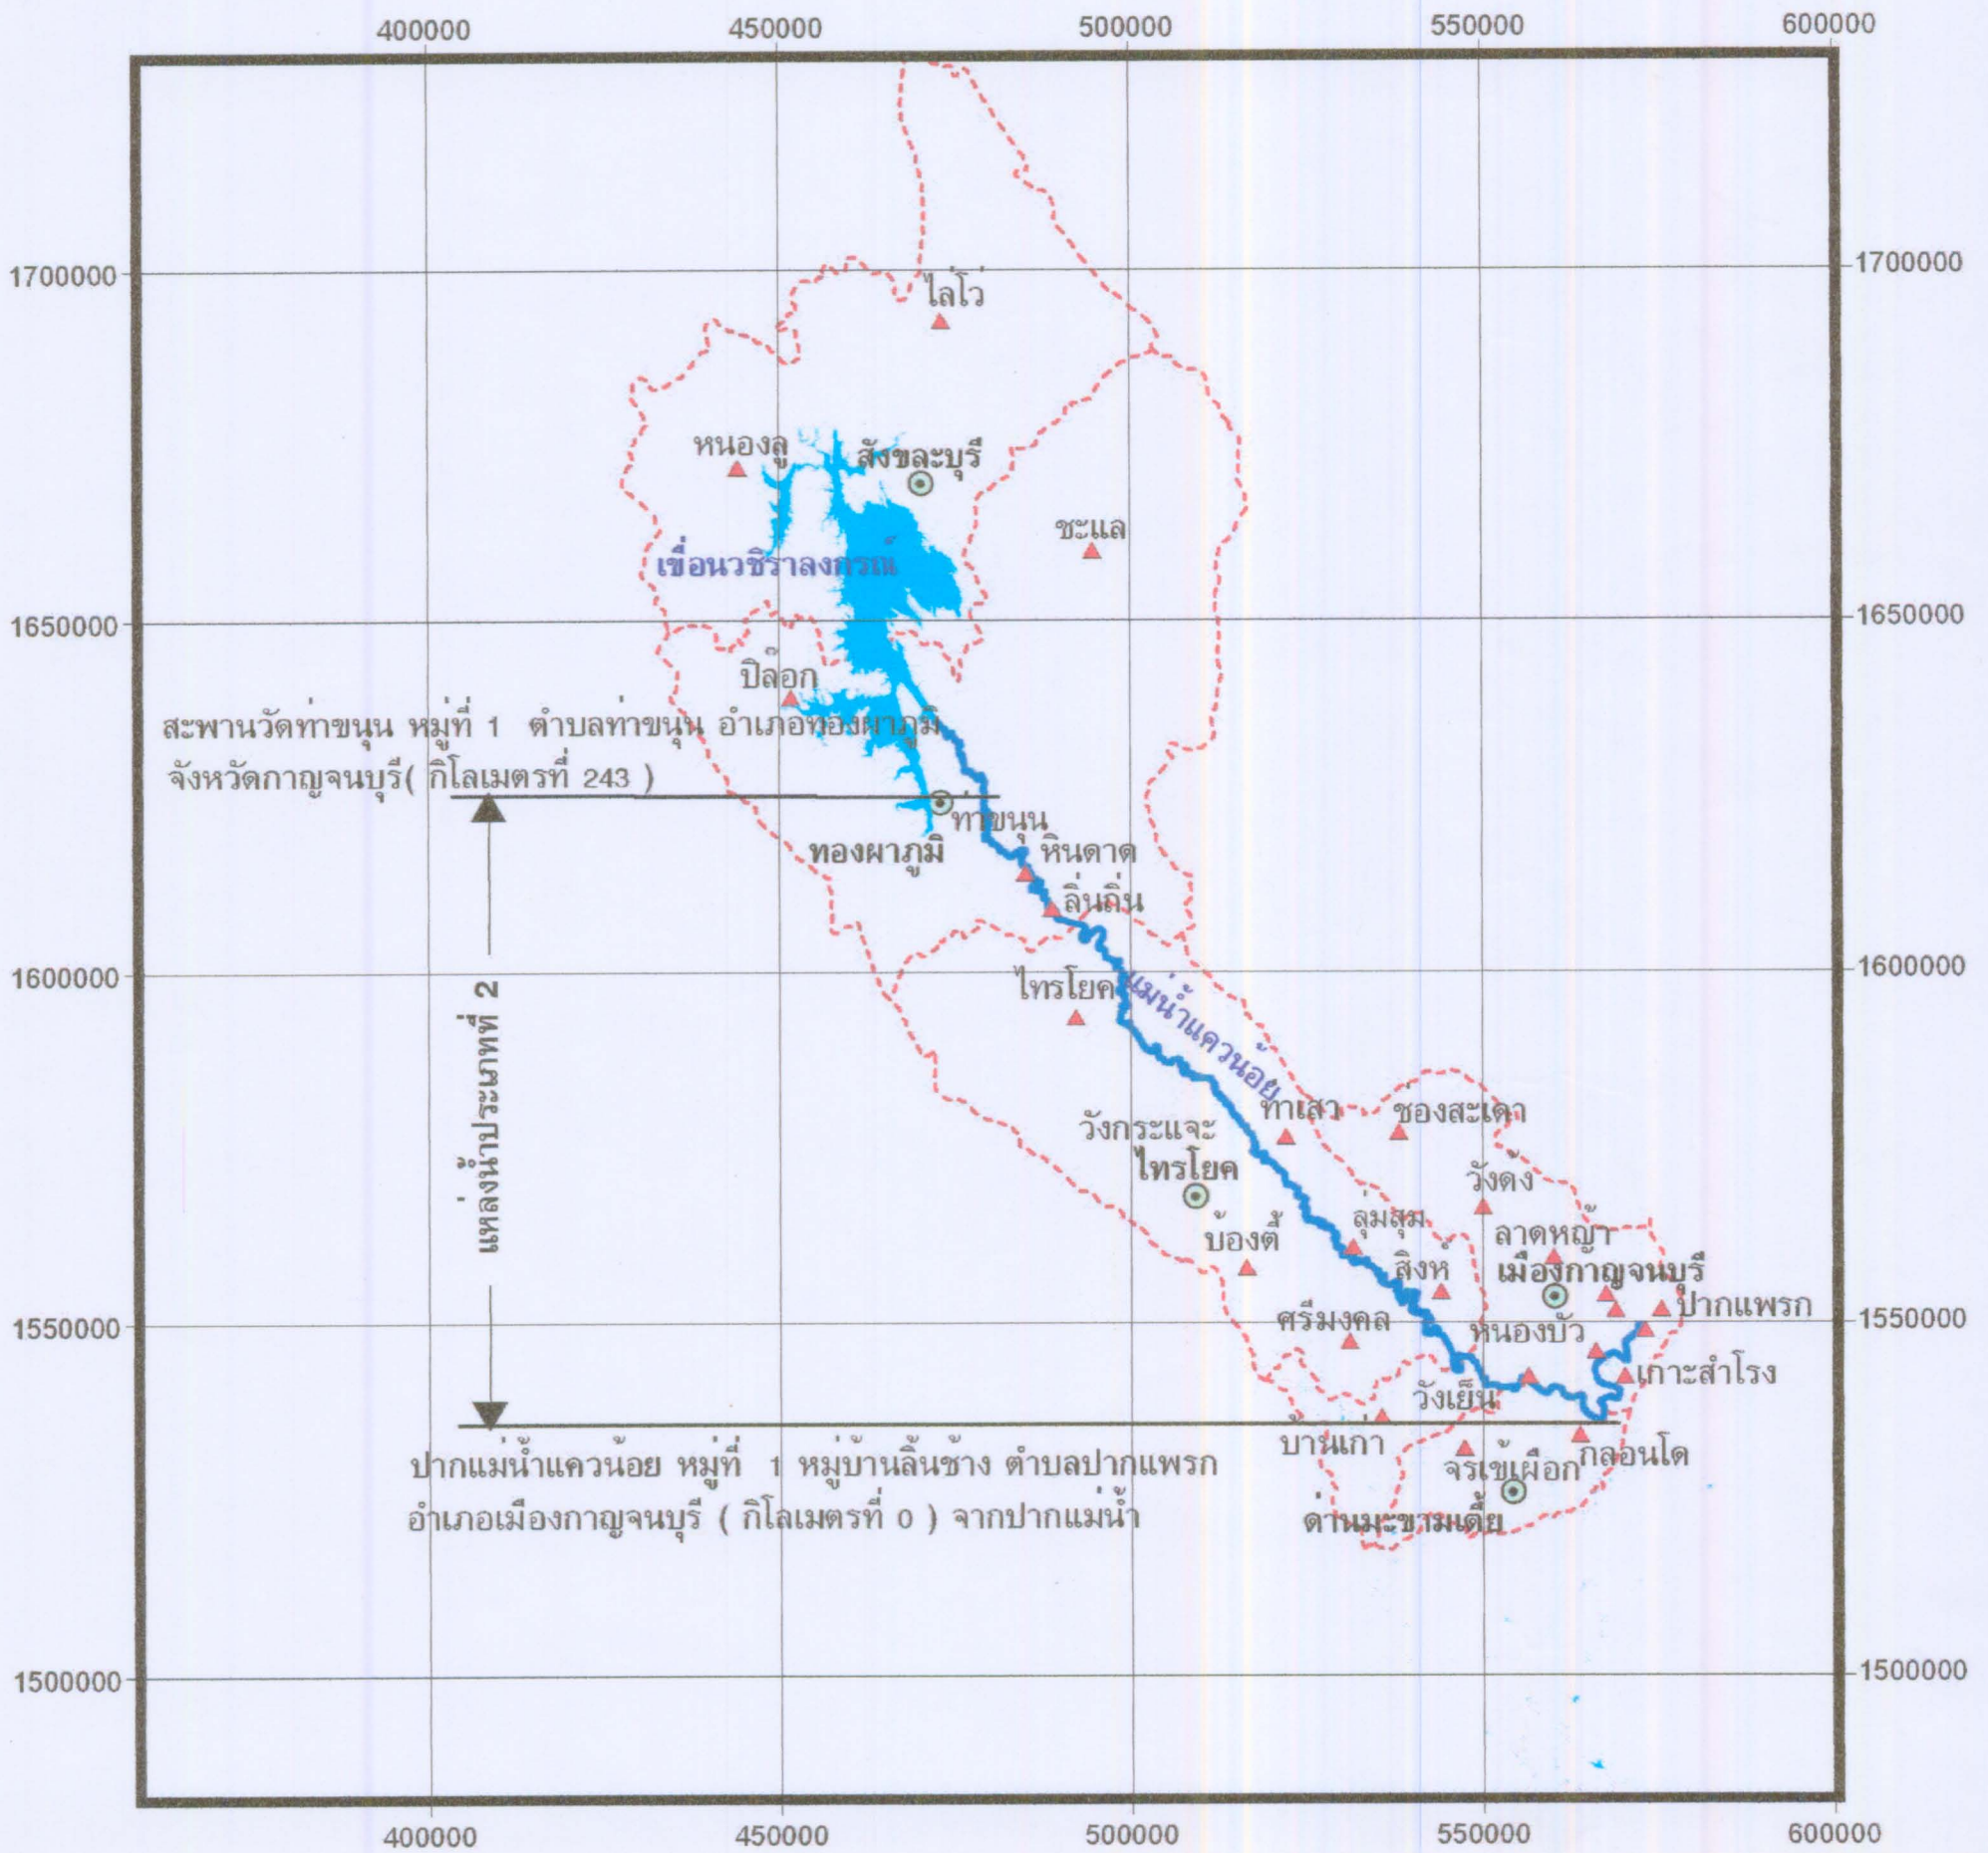 400000 450000 500000 550000 600000
1700000 1700000
ไล่โว่
หนองลู
สังขละบุรี
ชะแล
เขื่อนวชิราลงกรณ์
1650000 1650000
ปิล๊อก
สะพานวัดท่าขนุน หมู่ที่ 1 ตำบลท่าขนุน อำเภอทองผาภูมิ
จังหวัดกาญจนบุรี( กิโลเมตรที่ 243 )
ท่าขนุน
ทองผาภูมิ
หินดาด
ลิ่นถิ่น
1600000 1600000
ไทรโยค
แม่น้ำแควน้อย
แหล่งน้ำประเภทที่ 2
ท่าเสา
ช่องสะเดา
วังกระแจะ
ไทรโยค
วังด้ง
ลุ่มสุ่ม
ลาดหญ้า
บ้องตี้
สิงห์
เมืองกาญจนบุรี
ปากแพรก
1550000 1550000
ศรีมงคล
หนองบัว
เกาะสำโรง
วังเย็น
บ้านเก่า
กลอนโด
จรเข้เผือก
ปากแม่น้ำแควน้อย หมู่ที่ 1 หมู่บ้านลิ้นช้าง ตำบลปากแพรก
อำเภอเมืองกาญจนบุรี ( กิโลเมตรที่ 0 ) จากปากแม่น้ำ
ด่านมะขามเตี้ย
1500000 1500000
400000 450000 500000 550000 600000